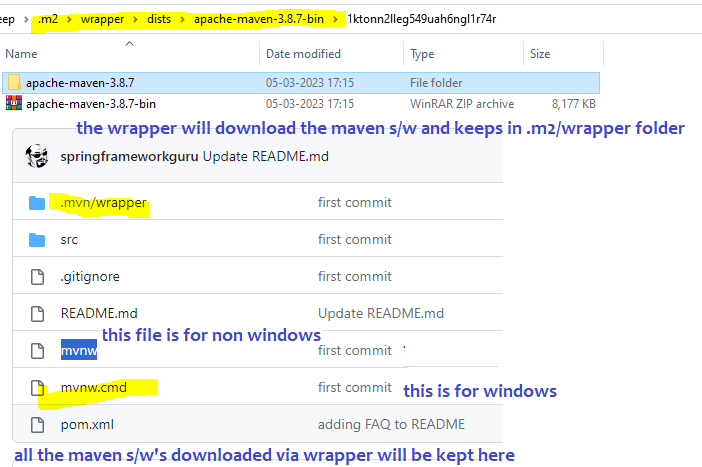 eep > .m2 > wrapper > dists > apache-maven-3.8.7-bin > 1ktonn2lleg549uah6ngl1r74r
Name Date modified Type Size
apache-maven-3.8.7 05-03-2023 17:15 File folder
apache-maven-3.8.7-bin 05-03-2023 17:15 WinRAR ZIP archive 8,177 KB
the wrapper will download the maven s/w and keeps in .m2/wrapper folder
springframeworkguru Update README.md
.mvn/wrapper first commit
src first commit
.gitignore first commit
README.md Update README.md
this file is for non windows
mvnw first commit
mvnw.cmd first commit
this is for windows
pom.xml adding FAQ to README
all the maven s/w's downloaded via wrapper will be kept here